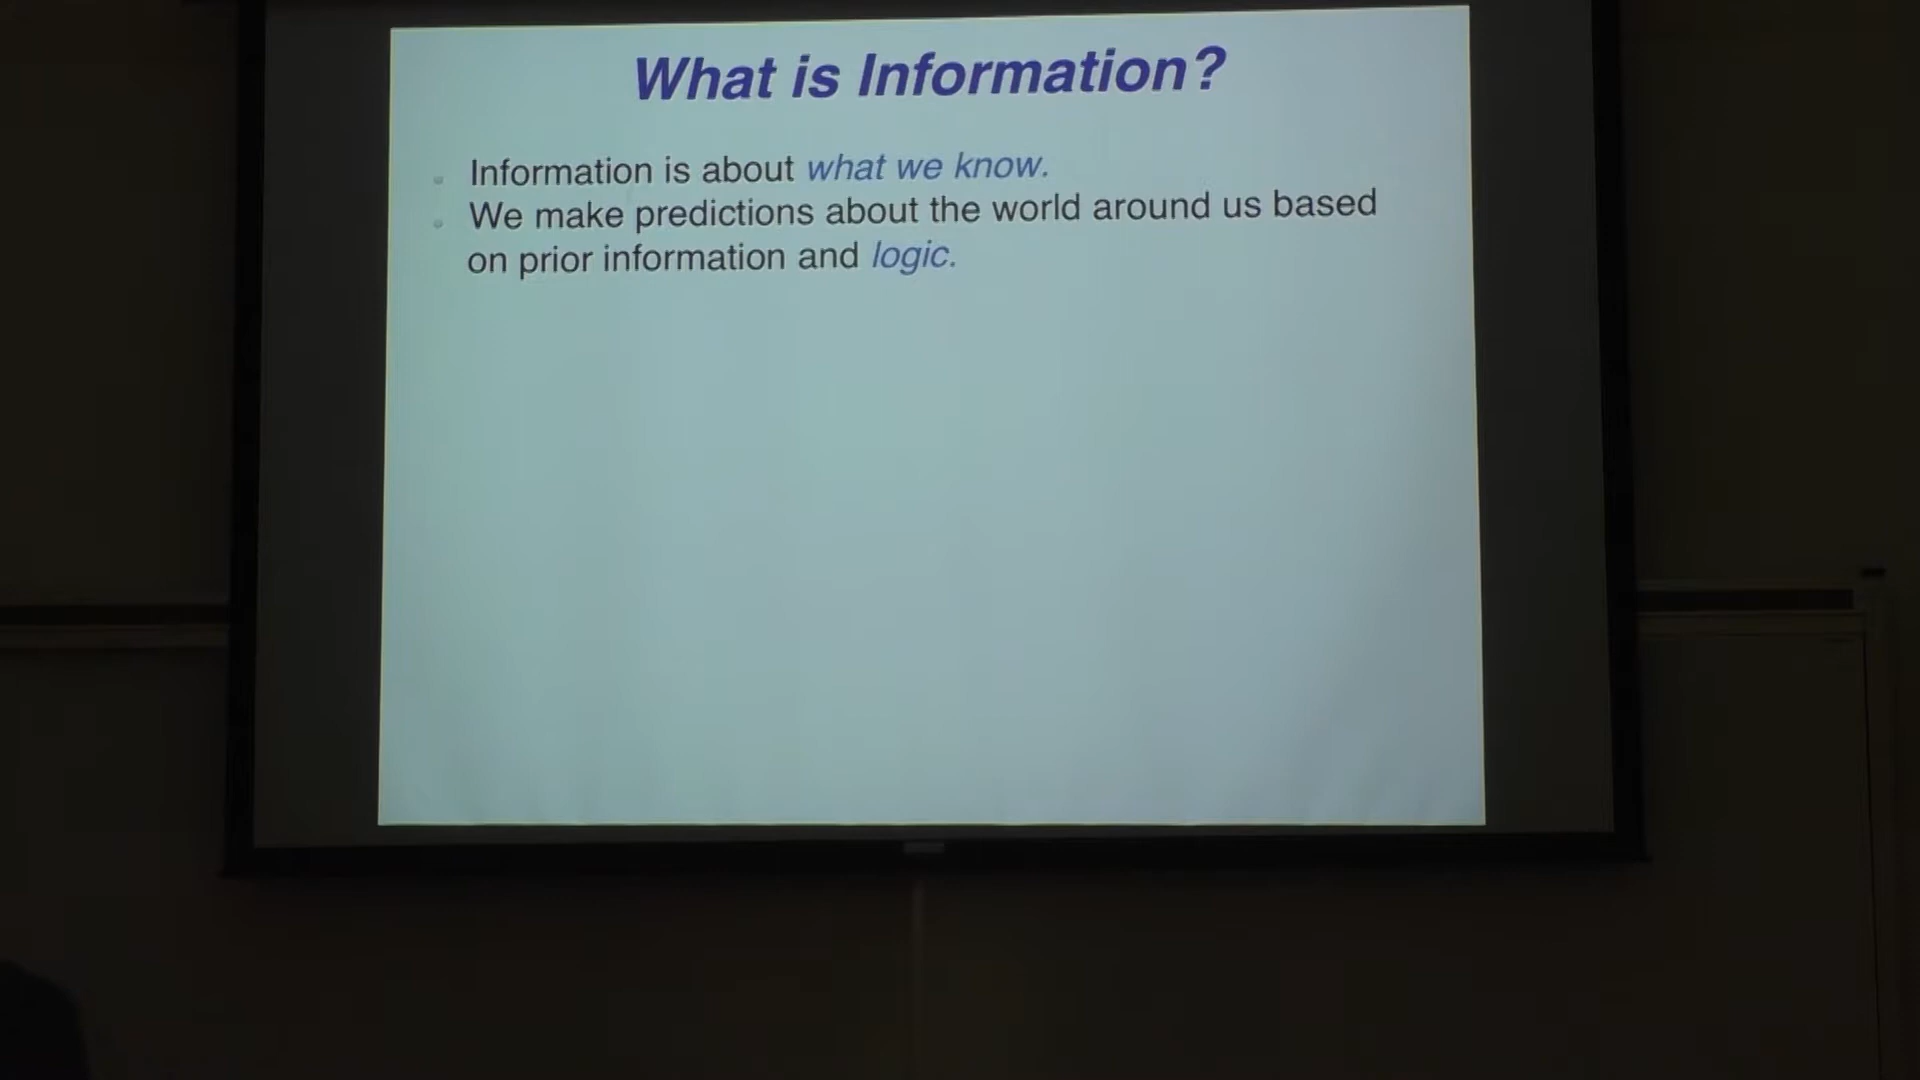 What is Information?
Information is about what we know.
We make predictions about the world around us based
on prior information and logic.